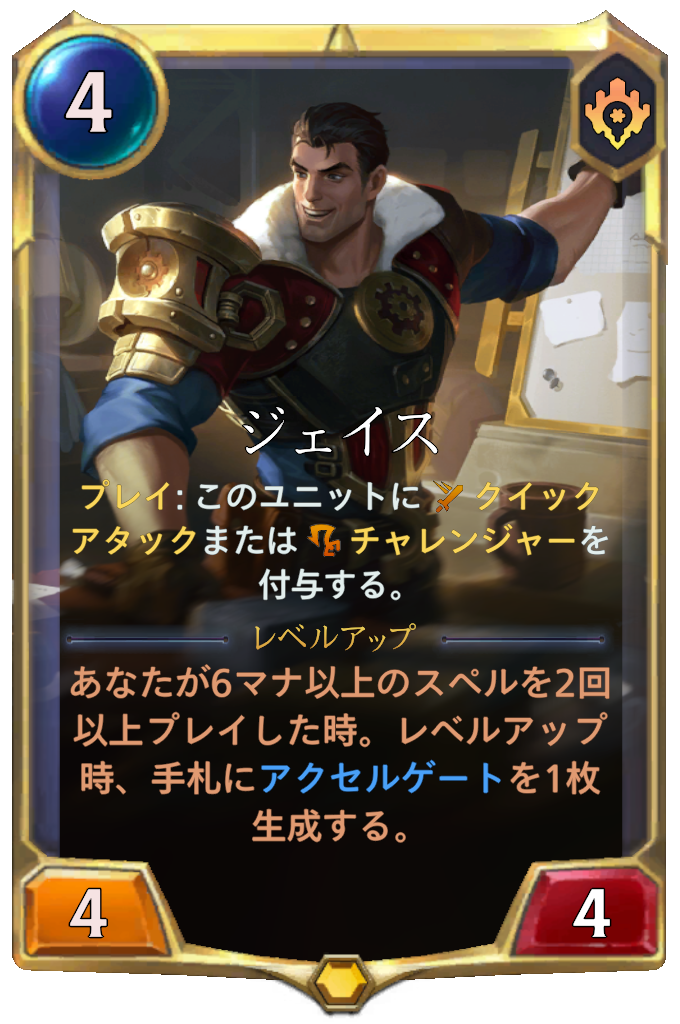 4
ジェイス
プレイ: このユニットに クイック
アタックまたは チャレンジャーを
付与する。
レベルアップ
あなたが6マナ以上のスペルを2回
以上プレイした時。レベルアップ
時、手札にアクセルゲートを1枚
生成する。
4
4